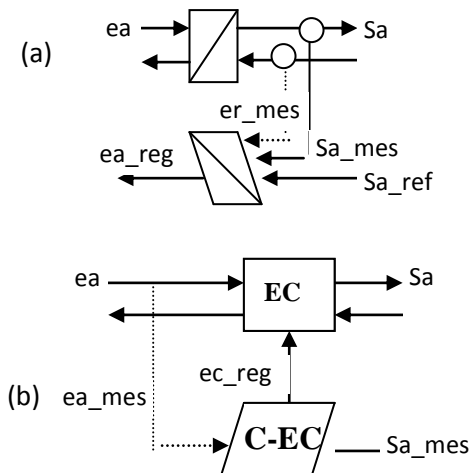 ea
Sa
(a)
er_mes
ea_reg
Sa_mes
Sa_ref
ea
EC
Sa
ec_reg
ea_mes
(b)
C-EC
Sa_mes